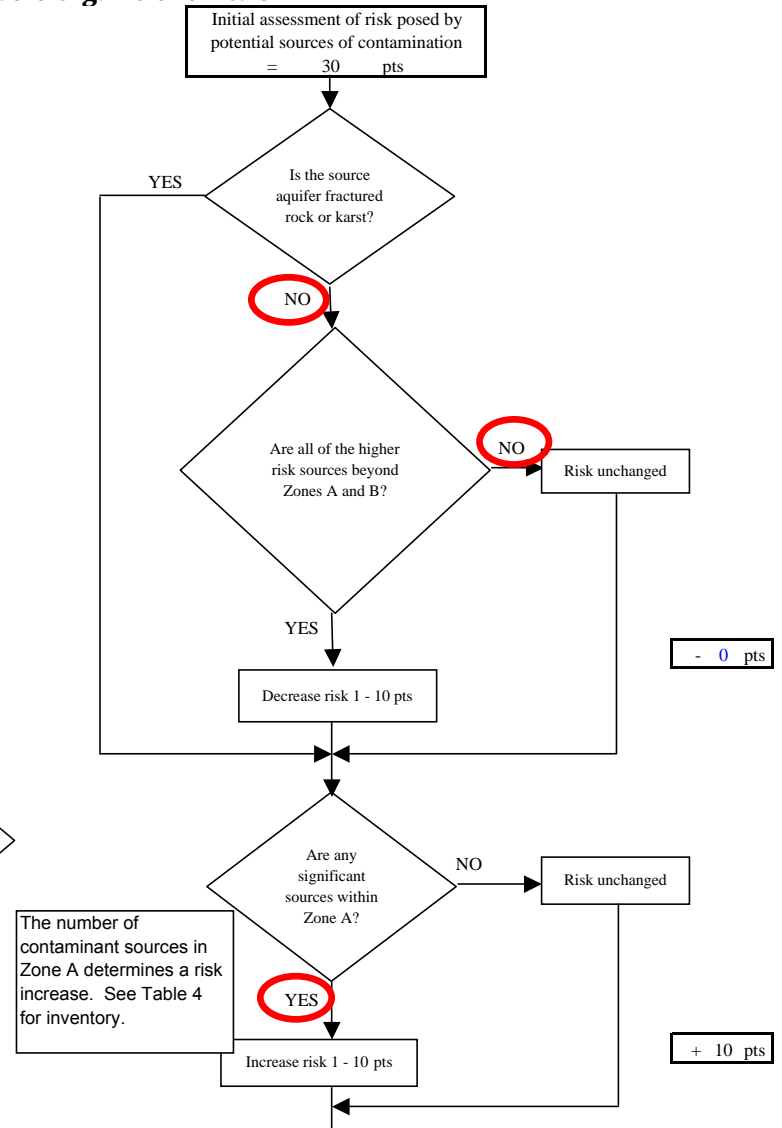 Initial assessment of risk posed by
potential sources of contamination
= 30 pts
Is the source
aquifer fractured
rock or karst?
YES
NO
Are all of the higher
risk sources beyond
Zones A and B?
NO
Risk unchanged
YES
- 0 pts
Decrease risk 1 - 10 pts
Are any
significant
sources within
Zone A?
NO
Risk unchanged
The number of
contaminant sources in
Zone A determines a risk
increase. See Table 4
for inventory.
YES
+ 10 pts
Increase risk 1 - 10 pts